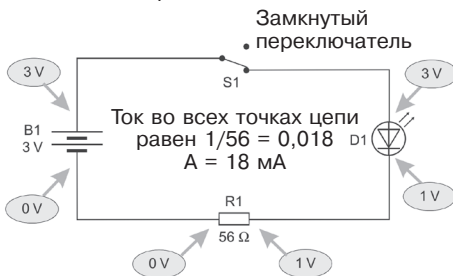 Замкнутый
переключатель
S1
3 V
3 V
Ток во всех точках цепи
равен 1/56 = 0,018
А = 18 мА
B1
3 V
D1
0 V
1 V
R1
56 Ω
0 V
1 V